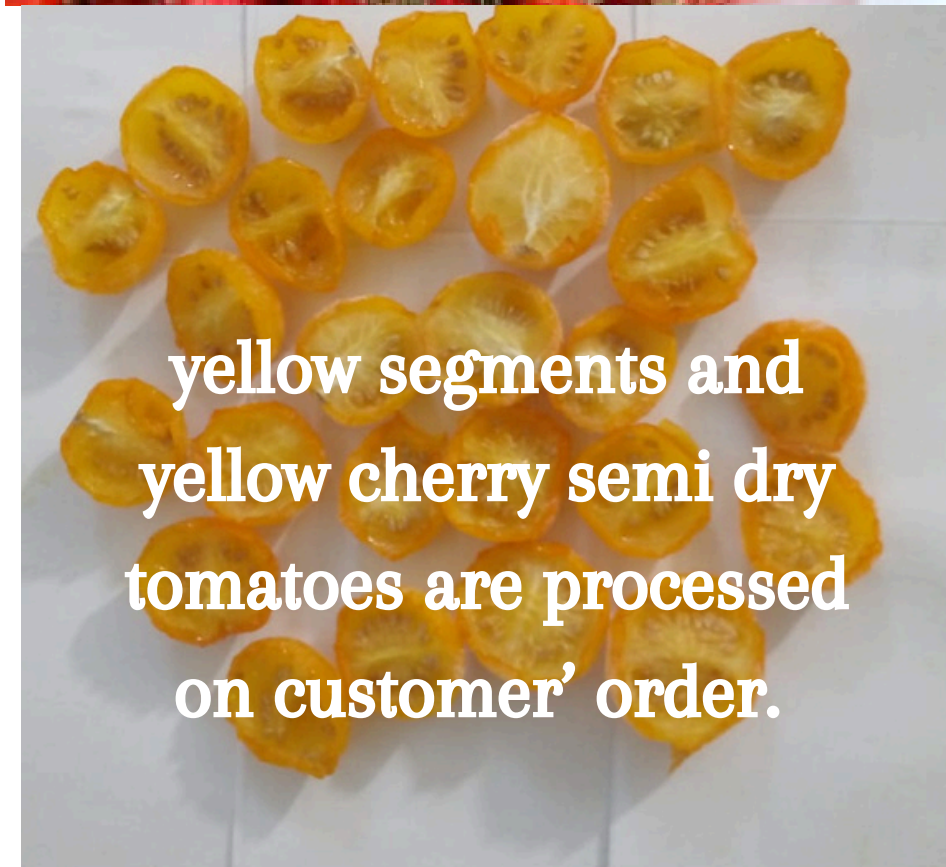 yellow segments and
yellow cherry semi dry
tomatoes are processed
on customer’ order.